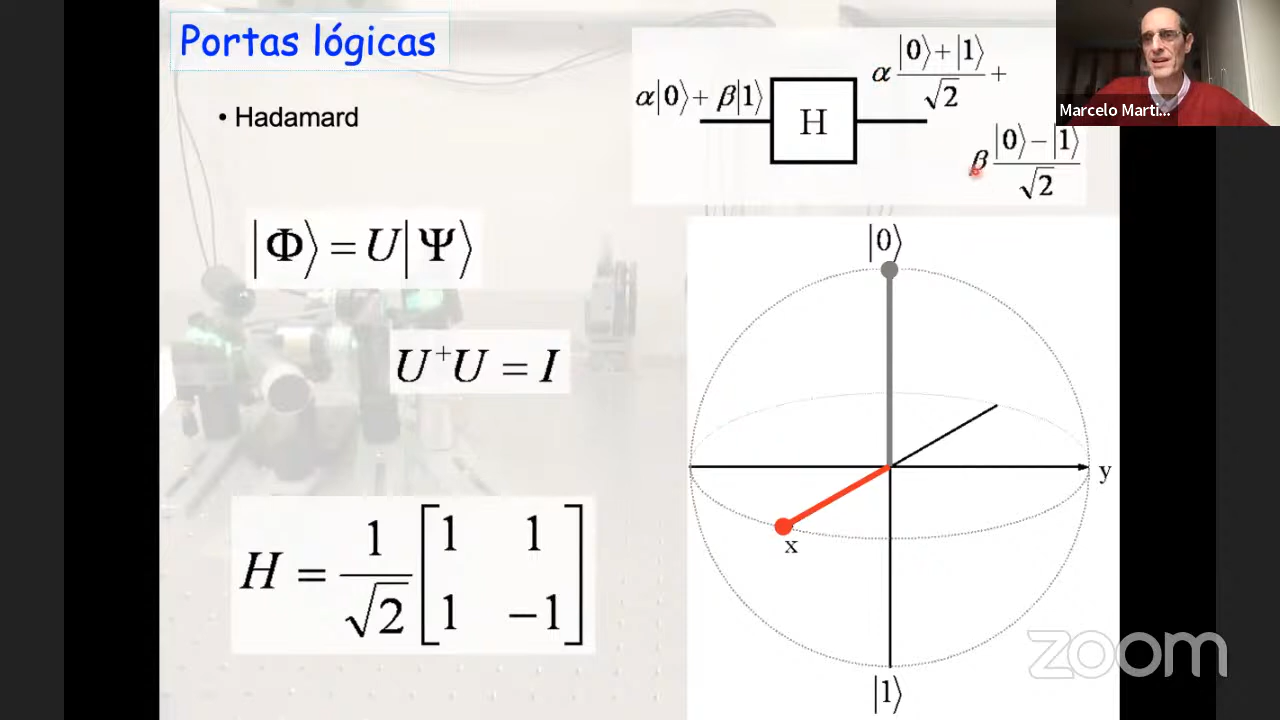 Portas lógicas
• Hadamard
α|0⟩ + β|1⟩
H
α (|0⟩ + |1⟩)/√2 +
β (|0⟩ − |1⟩)/√2
Marcelo Marti...
|Φ⟩ = U|Ψ⟩
U⁺U = I
H = 1/√2 [1 1
1 −1]
|0⟩
y
x
|1⟩
zoom